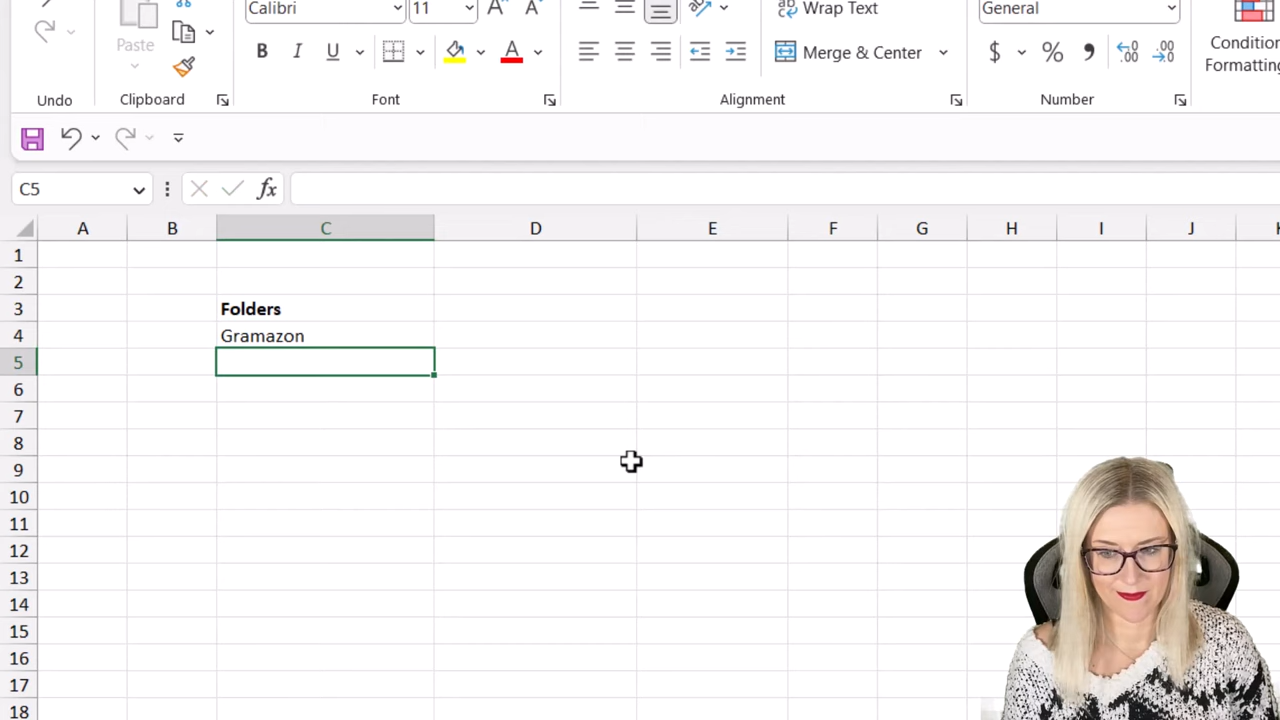 Calibri 11 A A Wrap Text General
Paste B I U A Merge & Center $ % 9 .00 .00 Condition
Formatting
Undo Clipboard Font Alignment Number
C5 fx
A B C D E F G H I J
1
2
3 Folders
4 Gramazon
5
6
7
8
9
10
11
12
13
14
15
16
17
18